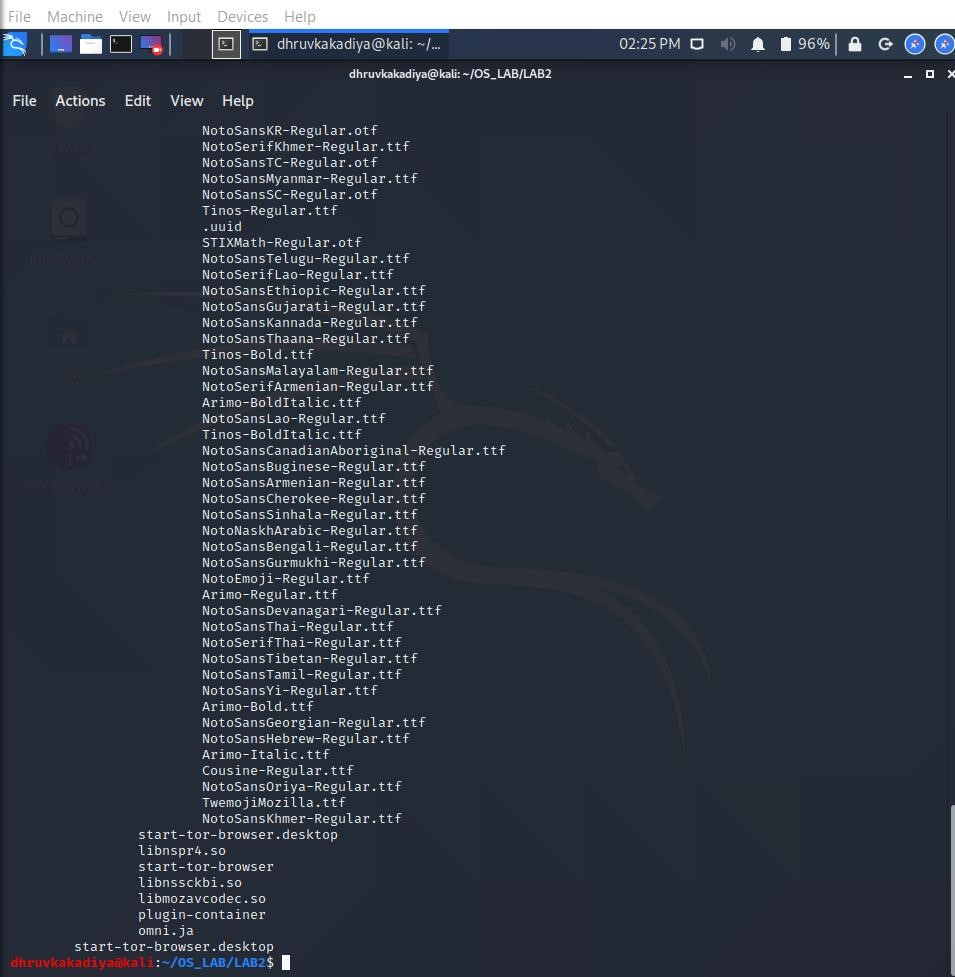 File Machine View Input Devices Help
dhruvkakadiya@kali: ~/... 02:25 PM 96%
dhruvkakadiya@kali: ~/OS_LAB/LAB2
File Actions Edit View Help
Trash
File System
Home
Tor Browser
NotoSansKR-Regular.otf
NotoSerifKhmer-Regular.ttf
NotoSansTC-Regular.otf
NotoSansMyanmar-Regular.ttf
NotoSansSC-Regular.otf
Tinos-Regular.ttf
.uuid
STIXMath-Regular.otf
NotoSansTelugu-Regular.ttf
NotoSerifLao-Regular.ttf
NotoSansEthiopic-Regular.ttf
NotoSansGujarati-Regular.ttf
NotoSansKannada-Regular.ttf
NotoSansThaana-Regular.ttf
Tinos-Bold.ttf
NotoSansMalayalam-Regular.ttf
NotoSerifArmenian-Regular.ttf
Arimo-BoldItalic.ttf
NotoSansLao-Regular.ttf
Tinos-BoldItalic.ttf
NotoSansCanadianAboriginal-Regular.ttf
NotoSansBuginese-Regular.ttf
NotoSansArmenian-Regular.ttf
NotoSansCherokee-Regular.ttf
NotoSansSinhala-Regular.ttf
NotoNaskhArabic-Regular.ttf
NotoSansBengali-Regular.ttf
NotoSansGurmukhi-Regular.ttf
NotoEmoji-Regular.ttf
Arimo-Regular.ttf
NotoSansDevanagari-Regular.ttf
NotoSansThai-Regular.ttf
NotoSerifThai-Regular.ttf
NotoSansTibetan-Regular.ttf
NotoSansTamil-Regular.ttf
NotoSansYi-Regular.ttf
Arimo-Bold.ttf
NotoSansGeorgian-Regular.ttf
NotoSansHebrew-Regular.ttf
Arimo-Italic.ttf
Cousine-Regular.ttf
NotoSansOriya-Regular.ttf
TwemojiMozilla.ttf
NotoSansKhmer-Regular.ttf
start-tor-browser.desktop
libnspr4.so
start-tor-browser
libnssckbi.so
libmozavcodec.so
plugin-container
omni.ja
start-tor-browser.desktop
dhruvkakadiya@kali:~/OS_LAB/LAB2$